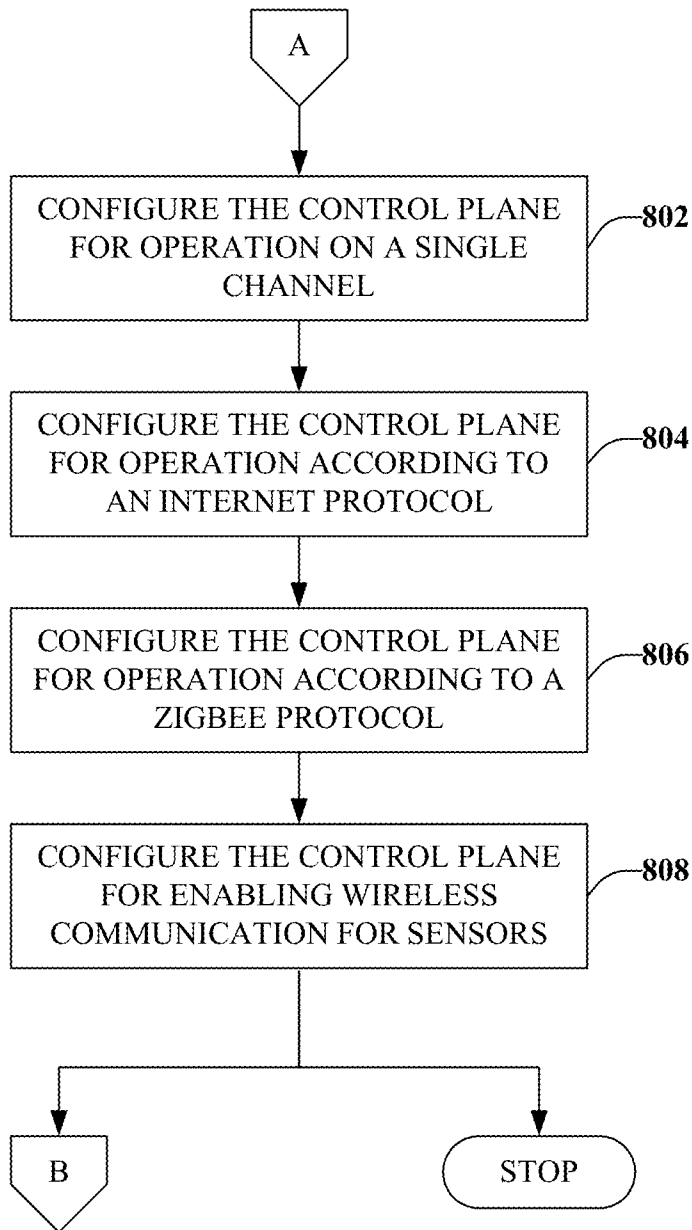 A
CONFIGURE THE CONTROL PLANE
FOR OPERATION ON A SINGLE
CHANNEL
802
CONFIGURE THE CONTROL PLANE
FOR OPERATION ACCORDING TO
AN INTERNET PROTOCOL
804
CONFIGURE THE CONTROL PLANE
FOR OPERATION ACCORDING TO A
ZIGBEE PROTOCOL
806
CONFIGURE THE CONTROL PLANE
FOR ENABLING WIRELESS
COMMUNICATION FOR SENSORS
808
B
STOP